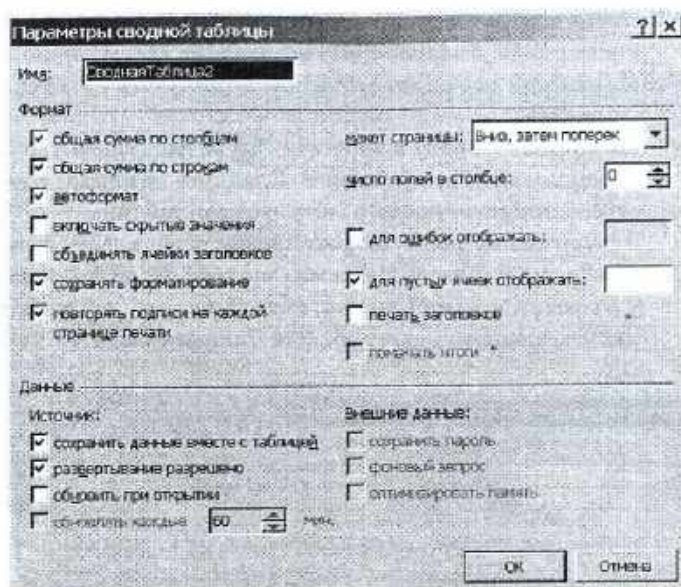 Параметры сводной таблицы
Имя: СводнаяТаблица2
Формат
общая сумма по столбцам
общая сумма по строкам
автоформат
включать скрытые значения
объединять ячейки заголовков
сохранять форматирование
повторять подписи на каждой
странице печати
макет страницы: Вниз, затем поперек
число полей в столбце: 0
для ошибок отображать:
для пустых ячеек отображать:
печать заголовков
помечать итоги *
Данные
Источник:
сохранить данные вместе с таблицей
развертывание разрешено
обновить при открытии
обновлять каждые 60 мин.
Внешние данные:
сохранить пароль
фоновый запрос
оптимизировать память
ОК Отмена